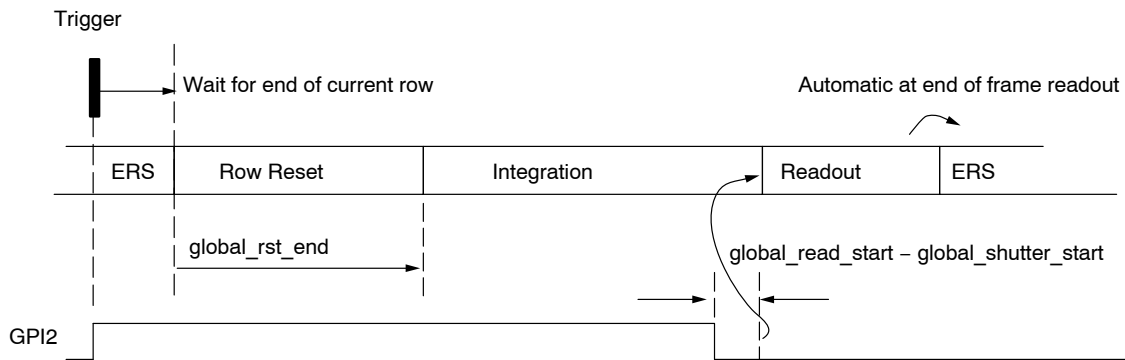 Trigger
Wait for end of current row
Automatic at end of frame readout
ERS
Row Reset
Integration
Readout
ERS
global_rst_end
global_read_start − global_shutter_start
GPI2